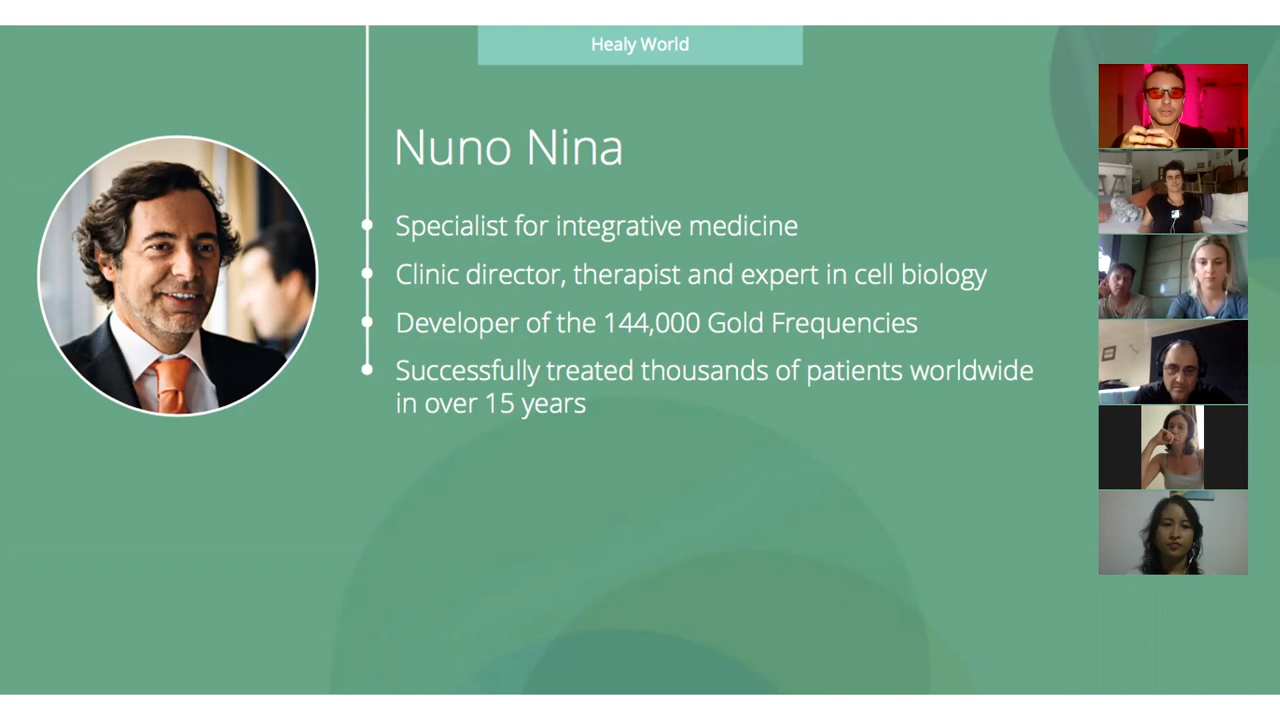 Healy World
Nuno Nina
Specialist for integrative medicine
Clinic director, therapist and expert in cell biology
Developer of the 144,000 Gold Frequencies
Successfully treated thousands of patients worldwide
in over 15 years